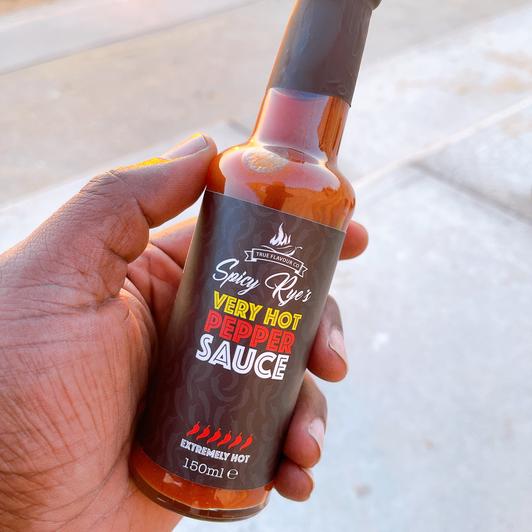 TRUE FLAVOUR CO
Spicy Rye's
VERY HOT
PEPPER
SAUCE
EXTREMELY HOT
150ml ℮